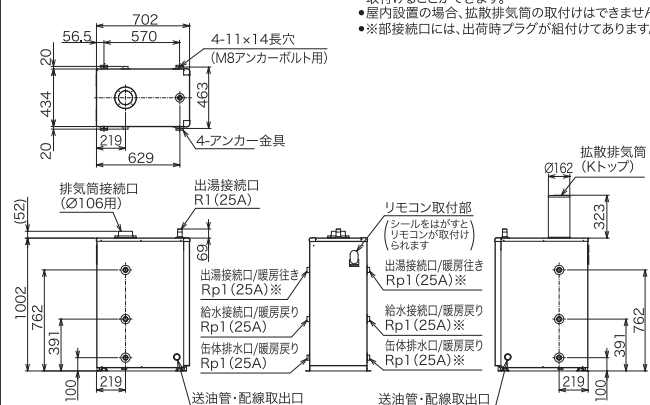 取付けることができます。
●屋内設置の場合、拡散排気筒の取付けはできません
●※部接続口には、出荷時プラグが組付けてあります。
702
56.5
570
4-11×14長穴
(M8アンカーボルト用)
20
434
463
20
219
4-アンカー金具
629
拡散排気筒
(Kトップ)
Ø162
323
排気筒接続口
(Ø106用)
出湯接続口
R1(25A)
リモコン取付部
(シールをはがすと
リモコンが取付け
られます)
(52)
69
出湯接続口/暖房往き
Rp1(25A)※
出湯接続口/暖房往き
Rp1(25A)※
1002
762
391
100
給水接続口/暖房戻り
Rp1(25A)
給水接続口/暖房戻り
Rp1(25A)※
缶体排水口/暖房戻り
Rp1(25A)
缶体排水口/暖房戻り
Rp1(25A)※
762
391
100
219
219
送油管・配線取出口
送油管・配線取出口